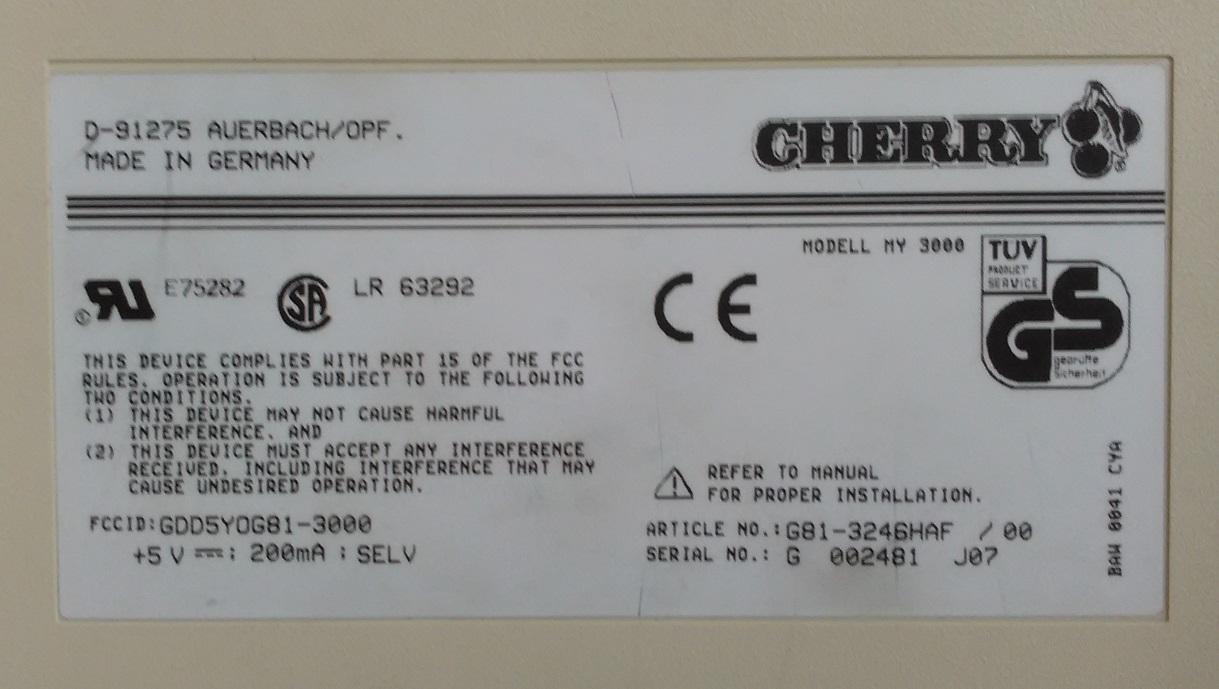 D-91275 AUERBACH/OPF.
MADE IN GERMANY
CHERRY
®
MODELL MY 3000
TUV
PRODUCT
SERVICE
GS
geprüfte
Sicherheit
E75282
SA
LR 63292
CE
THIS DEVICE COMPLIES WITH PART 15 OF THE FCC
RULES. OPERATION IS SUBJECT TO THE FOLLOWING
TWO CONDITIONS.
(1) THIS DEVICE MAY NOT CAUSE HARMFUL
INTERFERENCE. AND
(2) THIS DEVICE MUST ACCEPT ANY INTERFERENCE
RECEIVED. INCLUDING INTERFERENCE THAT MAY
CAUSE UNDESIRED OPERATION.
FCCID:GDD5YOG81-3000
+5 V ⎓: 200mA : SELV
REFER TO MANUAL
FOR PROPER INSTALLATION.
ARTICLE NO.:G81-3246HAF / 00
SERIAL NO.: G 002481 J07
BAW 0041 CYA